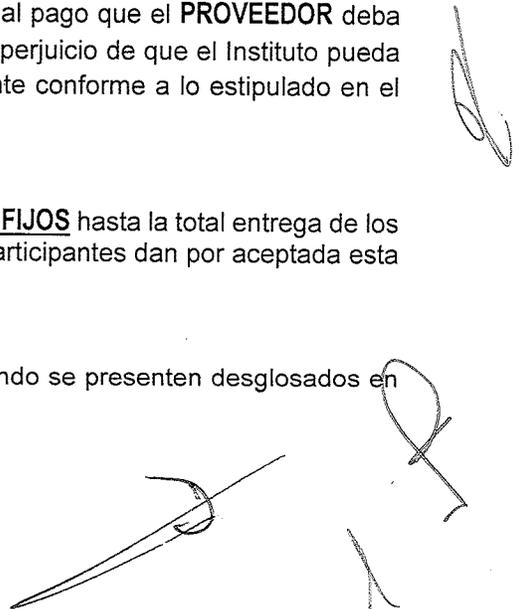 al pago que el PROVEEDOR deba
perjuicio de que el Instituto pueda
te conforme a lo estipulado en el
FIJOS hasta la total entrega de los
articipantes dan por aceptada esta
ndo se presenten desglosados en